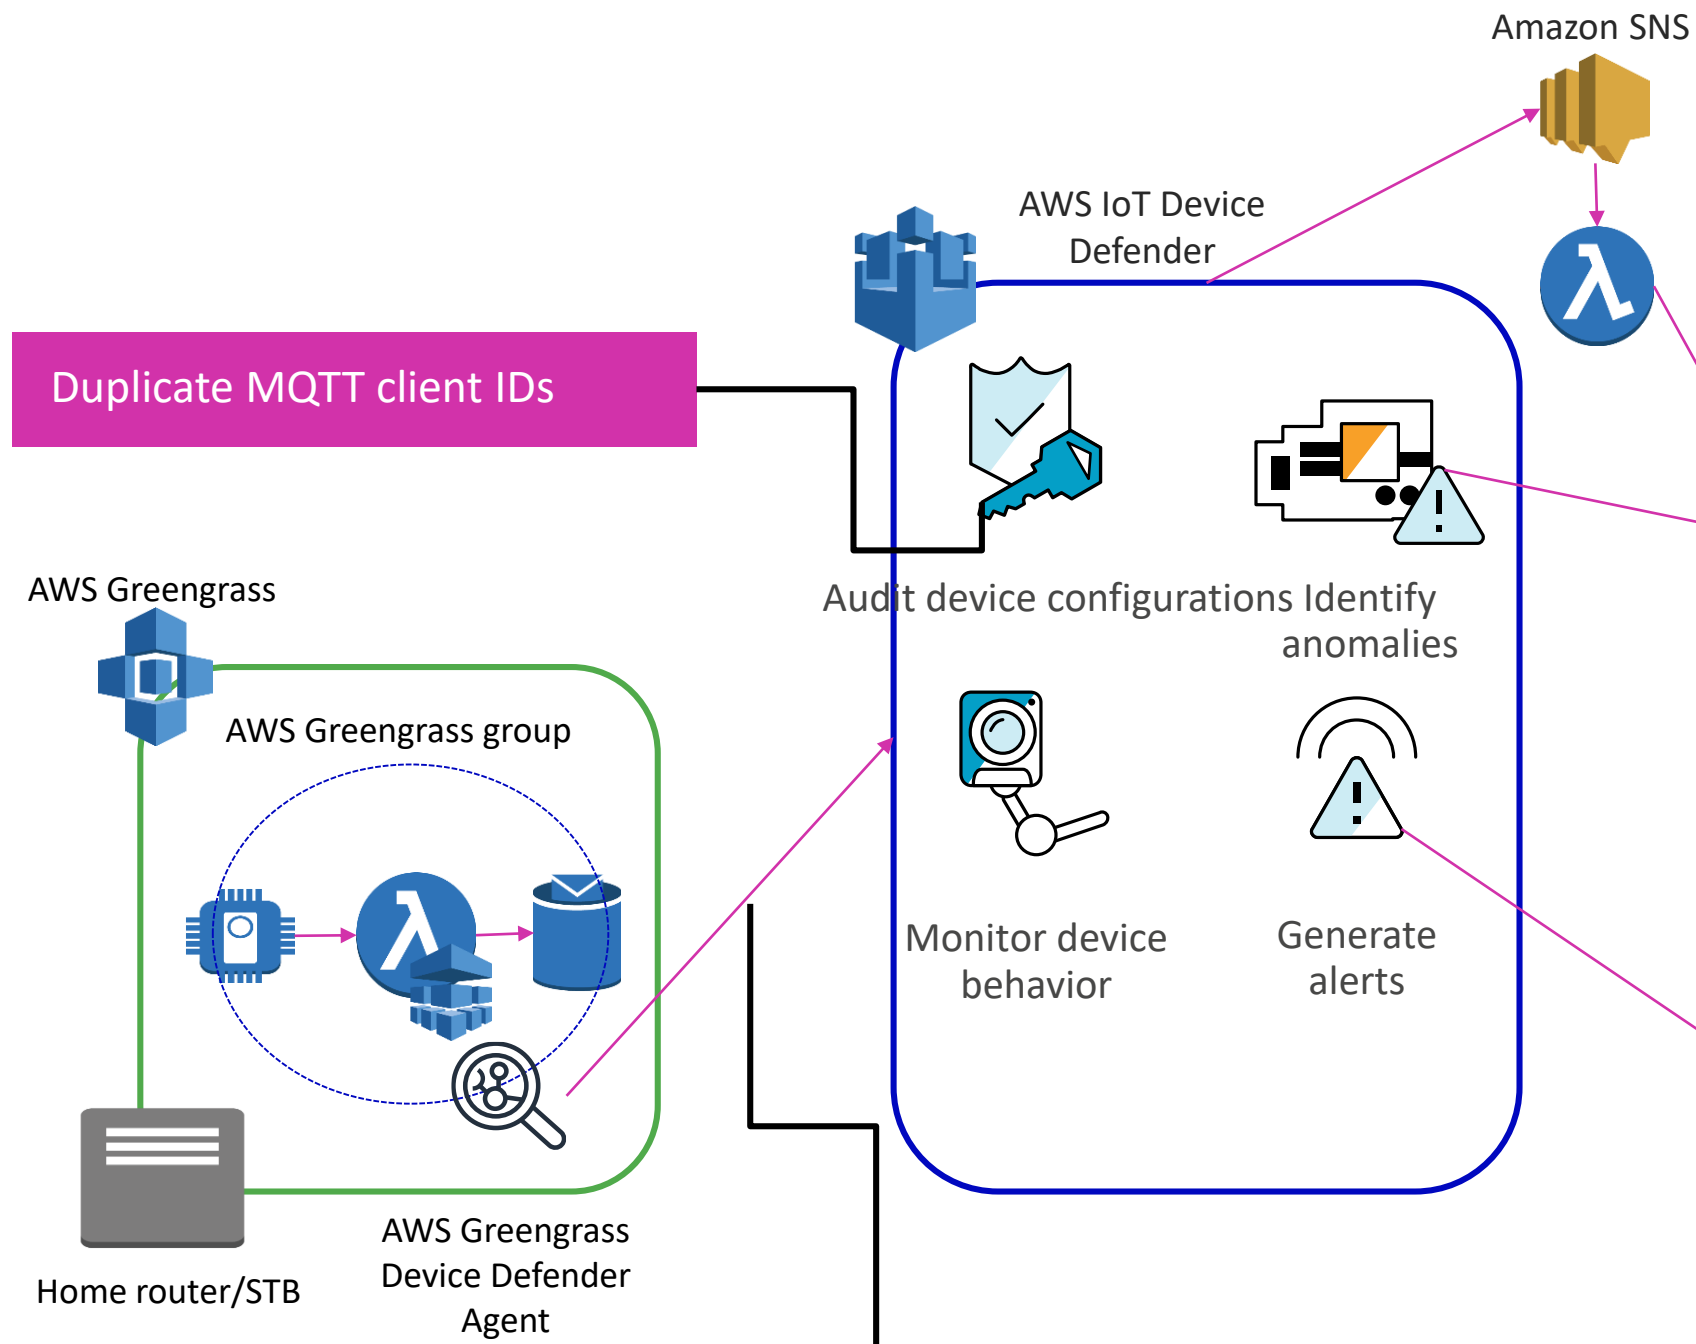 Amazon SNS
AWS IoT Device
Defender
Duplicate MQTT client IDs
Audit device configurations
Identify
anomalies
AWS Greengrass
AWS Greengrass group
Monitor device
behavior
Generate
alerts
Home router/STB
AWS Greengrass
Device Defender
Agent